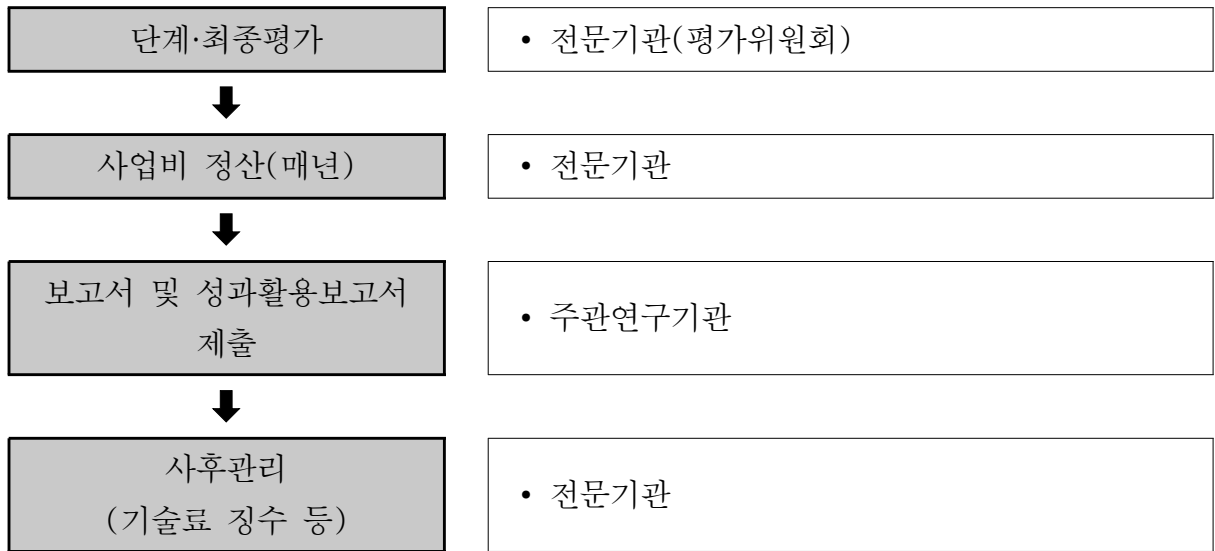 단계·최종평가
• 전문기관(평가위원회)
사업비 정산(매년)
• 전문기관
보고서 및 성과활용보고서
제출
• 주관연구기관
사후관리
(기술료 징수 등)
• 전문기관